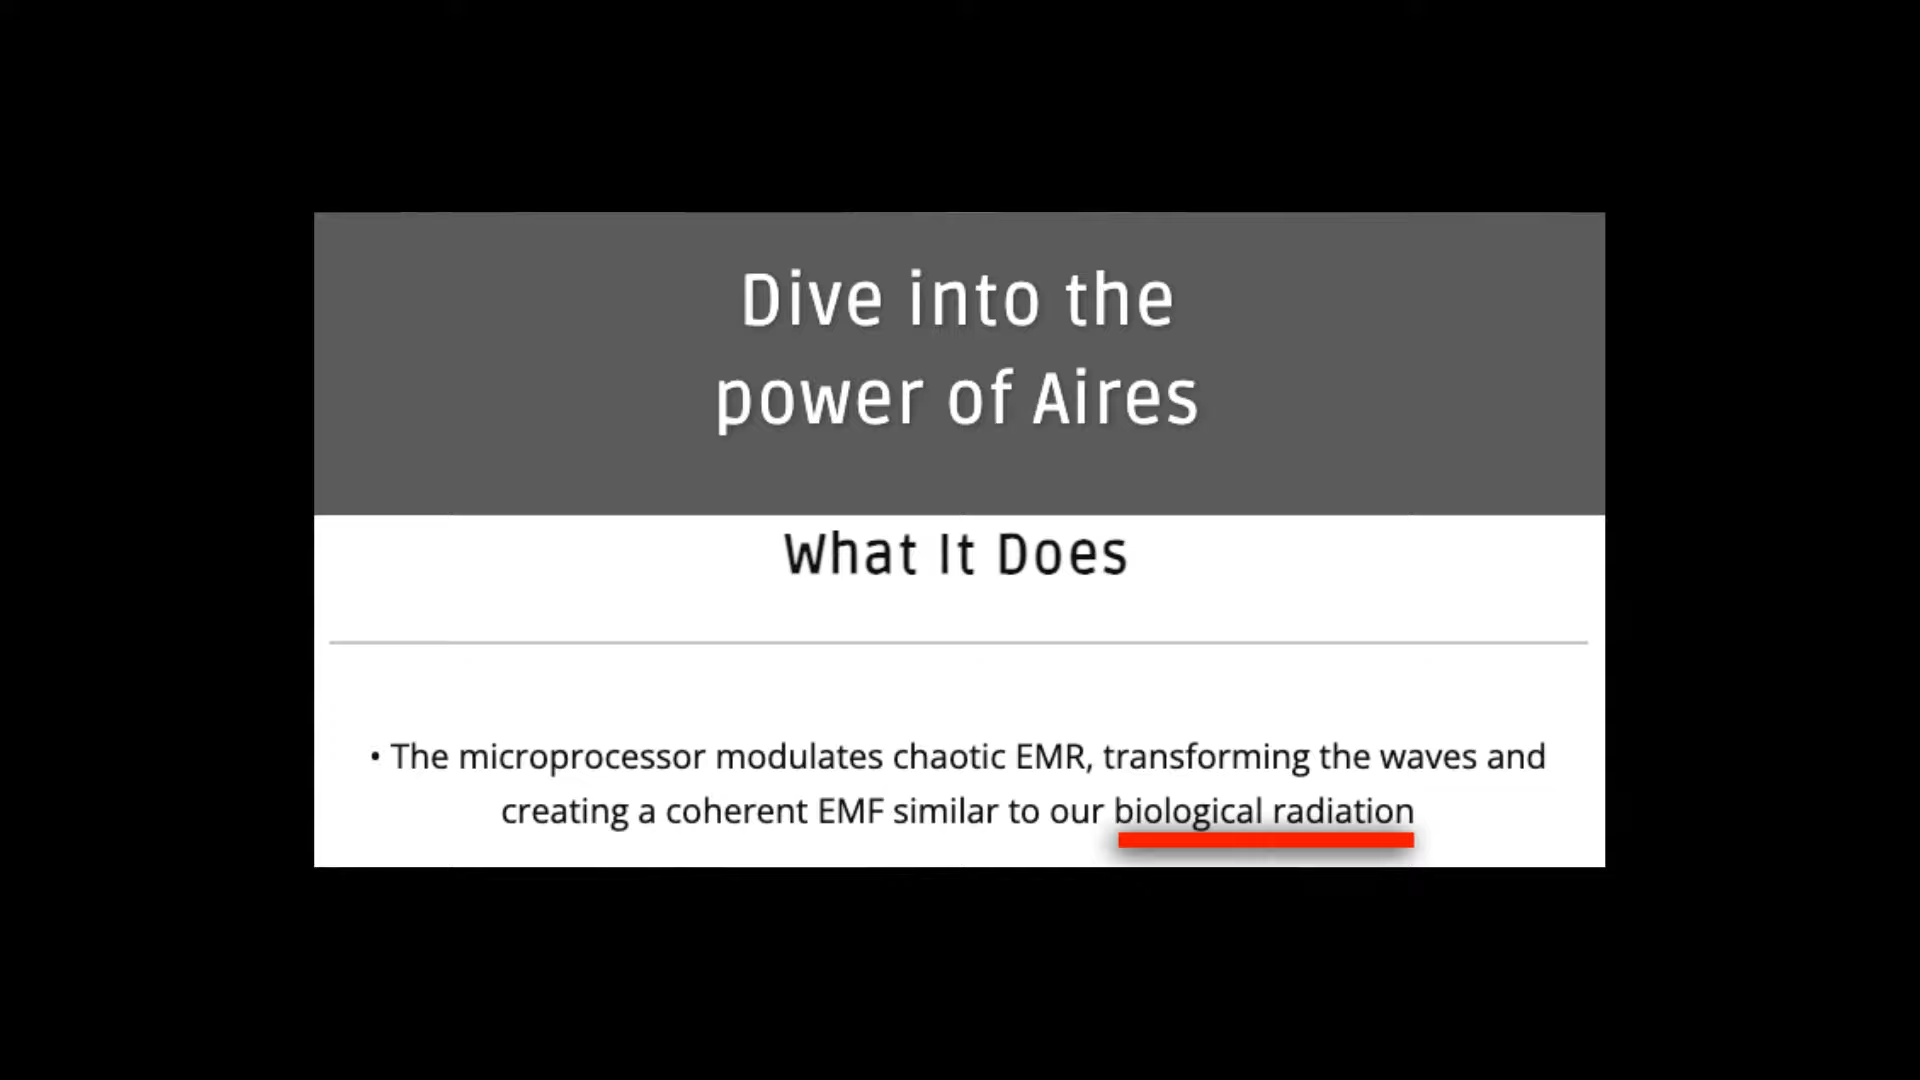 Dive into the
power of Aires
What It Does
• The microprocessor modulates chaotic EMR, transforming the waves and
creating a coherent EMF similar to our biological radiation